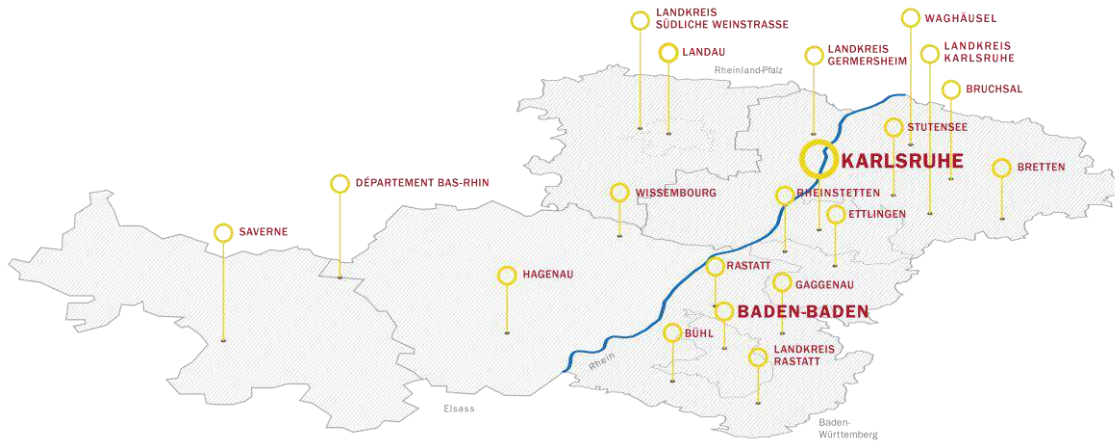 LANDKREIS
SÜDLICHE WEINSTRASSE
WAGHÄUSEL
LANDAU
LANDKREIS
GERMERSHEIM
LANDKREIS
KARLSRUHE
Rheinland-Pfalz
BRUCHSAL
STUTENSEE
KARLSRUHE
BRETTEN
DÉPARTEMENT BAS-RHIN
WISSEMBOURG
RHEINSTETTEN
ETTLINGEN
SAVERNE
HAGENAU
RASTATT
GAGGENAU
BADEN-BADEN
BÜHL
LANDKREIS
RASTATT
Rhein
Elsass
Baden-
Württemberg